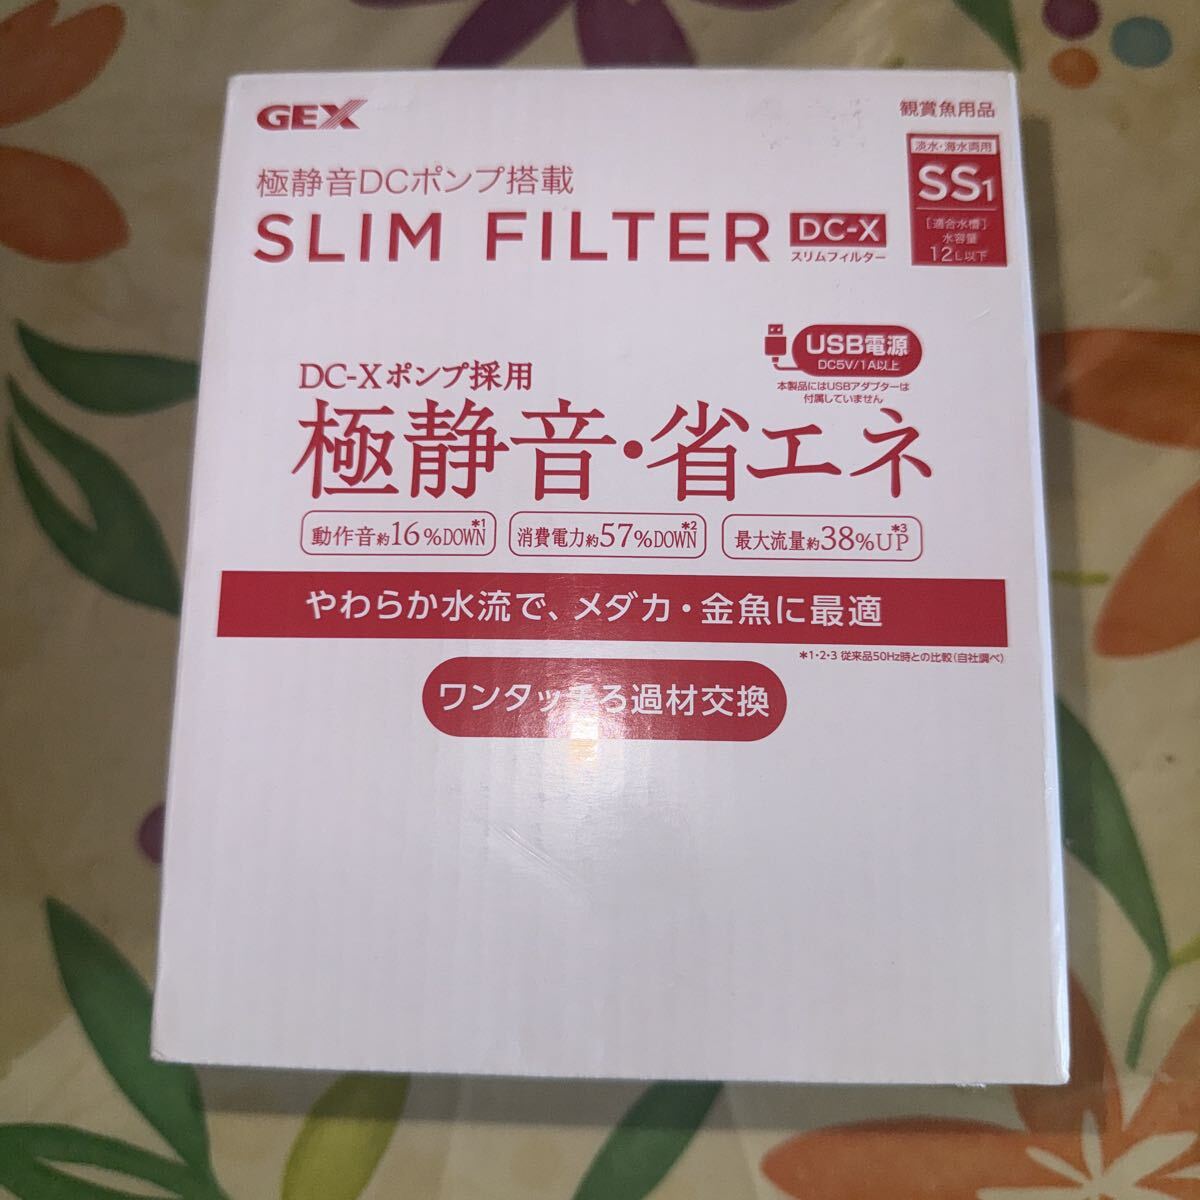 GEX
観賞魚用品
極静音DCポンプ搭載
SLIM FILTER DC-X
スリムフィルター
淡水・海水両用
SS1
[適合水槽]
水容量
12L以下
USB電源
DC5V/1A以上
本製品にはUSBアダプターは
付属していません
DC-Xポンプ採用
極静音・省エネ
動作音約16%DOWN*1
消費電力約57%DOWN*2
最大流量約38%UP*3
やわらか水流で、メダカ・金魚に最適
*1・2・3 従来品50Hz時との比較(自社調べ)
ワンタッチろ過材交換